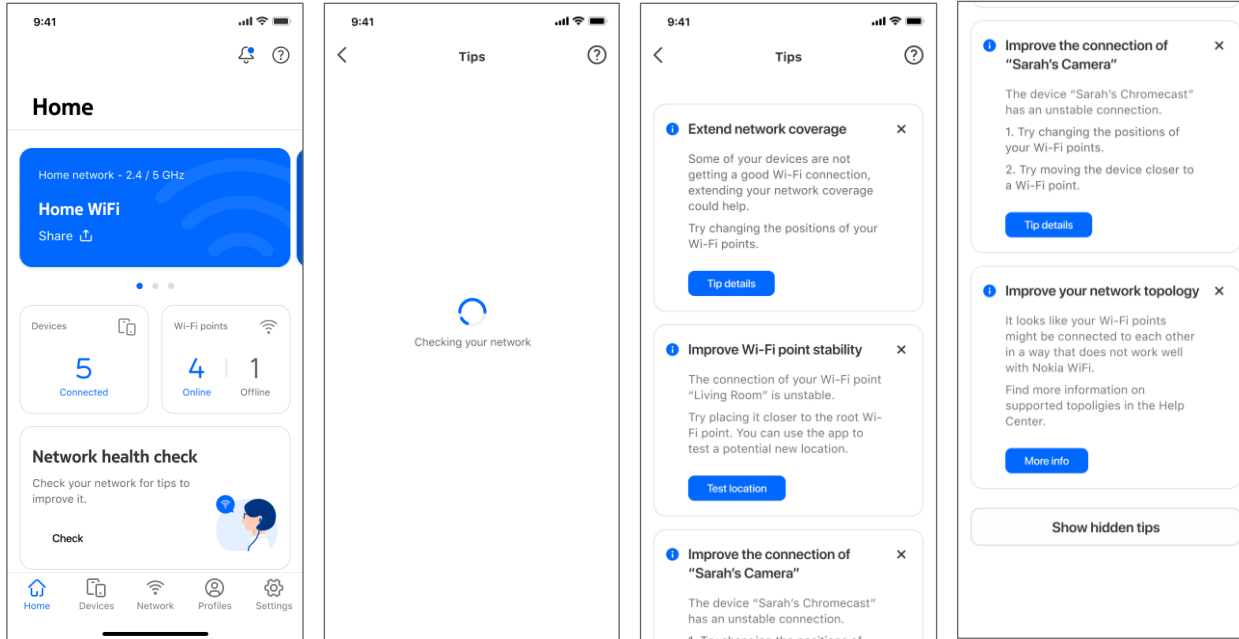 9:41
Home
Home network - 2.4 / 5 GHz
Home WiFi
Share
Devices
5
Connected
Wi-Fi points
4
Online
1
Offline
Network health check
Check your network for tips to
improve it.
Check
Home
Devices
Network
Profiles
Settings
9:41
Tips
Checking your network
9:41
Tips
Extend network coverage
Some of your devices are not
getting a good Wi-Fi connection,
extending your network coverage
could help.
Try changing the positions of your
Wi-Fi points.
Tip details
Improve Wi-Fi point stability
The connection of your Wi-Fi point
“Living Room” is unstable.
Try placing it closer to the root Wi-
Fi point. You can use the app to
test a potential new location.
Test location
Improve the connection of
“Sarah’s Camera”
The device “Sarah’s Chromecast”
has an unstable connection.
1. Try changing the positions of
Improve the connection of
“Sarah’s Camera”
The device “Sarah’s Chromecast”
has an unstable connection.
1. Try changing the positions of
your Wi-Fi points.
2. Try moving the device closer to
a Wi-Fi point.
Tip details
Improve your network topology
It looks like your Wi-Fi points
might be connected to each other
in a way that does not work well
with Nokia WiFi.
Find more information on
supported topoligies in the Help
Center.
More info
Show hidden tips